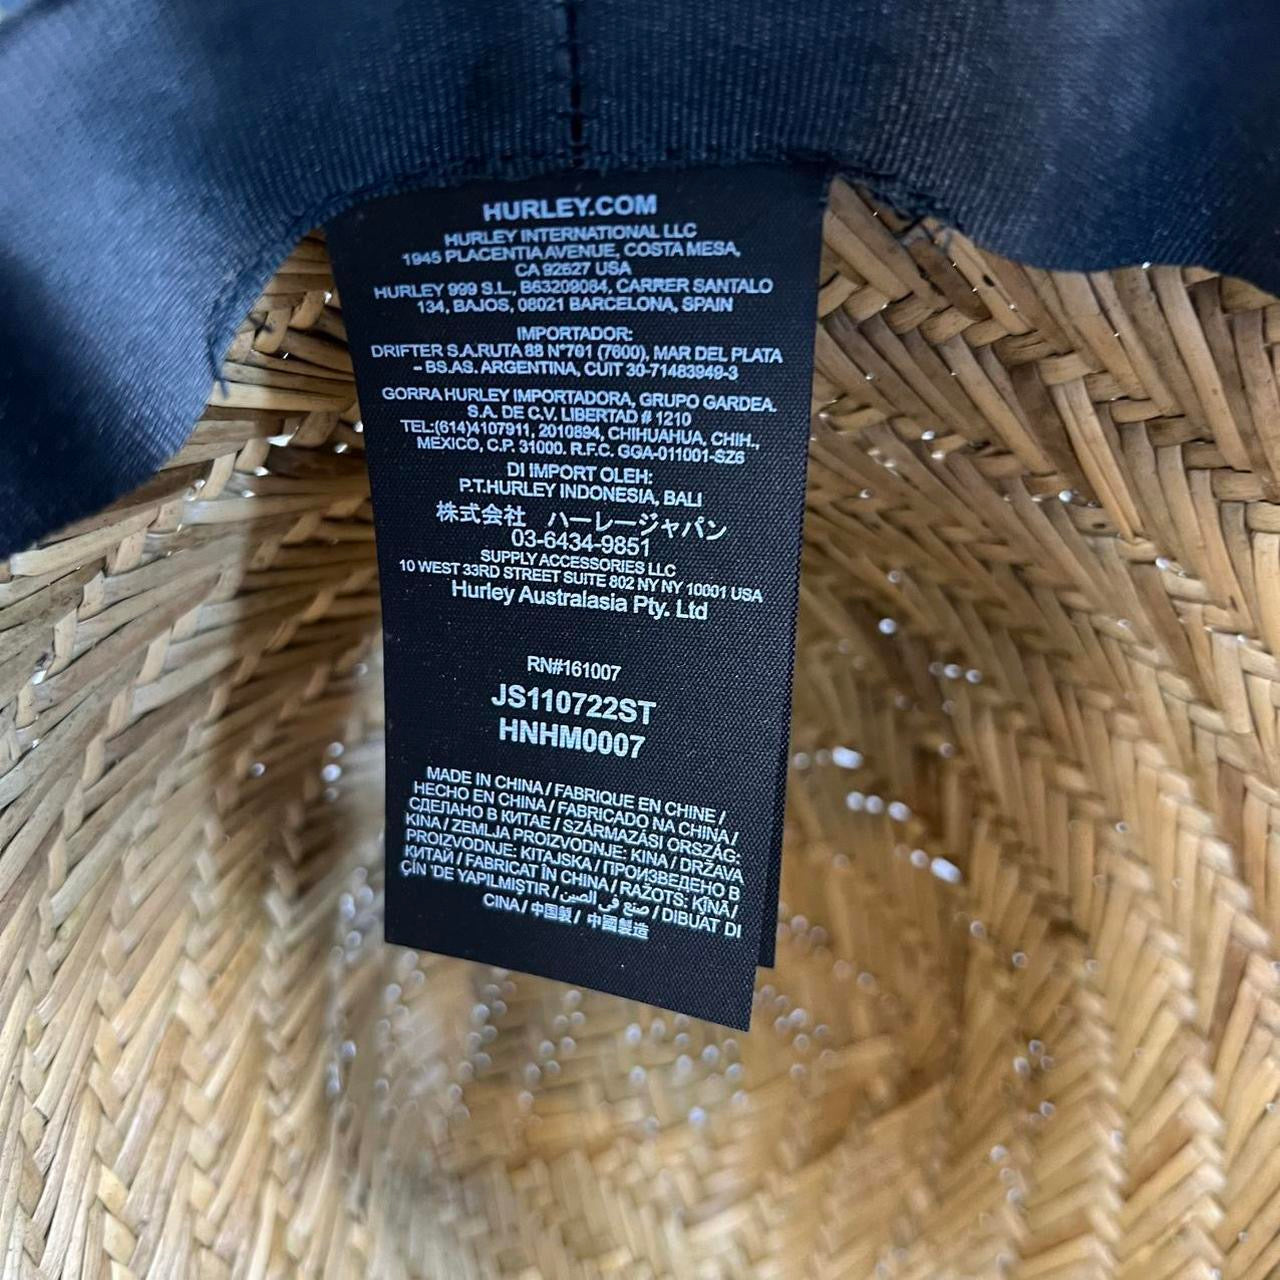 HURLEY.COM
HURLEY INTERNATIONAL LLC
1945 PLACENTIA AVENUE, COSTA MESA,
CA 92627 USA
HURLEY 999 S.L., B63209084, CARRER SANTALO
134, BAJOS, 08021 BARCELONA, SPAIN
IMPORTADOR:
DRIFTER S.A.RUTA 88 N°791 (7600), MAR DEL PLATA
- BS.AS. ARGENTINA, CUIT 30-71483949-3
GORRA HURLEY IMPORTADORA, GRUPO GARDEA.
S.A. DE C.V. LIBERTAD # 1210
TEL:(614)4107911, 2010894, CHIHUAHUA, CHIH.,
MEXICO, C.P. 31000. R.F.C. GGA-011001-SZ6
DI IMPORT OLEH:
P.T.HURLEY INDONESIA, BALI
株式会社 ハーレージャパン
03-6434-9851
SUPPLY ACCESSORIES LLC
10 WEST 33RD STREET SUITE 802 NY NY 10001 USA
Hurley Australasia Pty. Ltd
RN#161007
JS110722ST
HNHM0007
MADE IN CHINA / FABRIQUE EN CHINE /
HECHO EN CHINA / FABRICADO NA CHINA /
СДЕЛАНО В КИТАЕ / SZÁRMAZÁSI ORSZÁG:
KINA / ZEMLJA PROIZVODNJE: KINA / DRŽAVA
PROIZVODNJE: KITAJSKA / ПРОИЗВЕДЕНО В
КИТАЙ / FABRICAT ÎN CHINA / RAŽOTS: ĶĪNĀ /
ÇİN 'DE YAPILMIŞTIR / صنع في الصين / DIBUAT DI
CINA / 中国製 / 中國製造